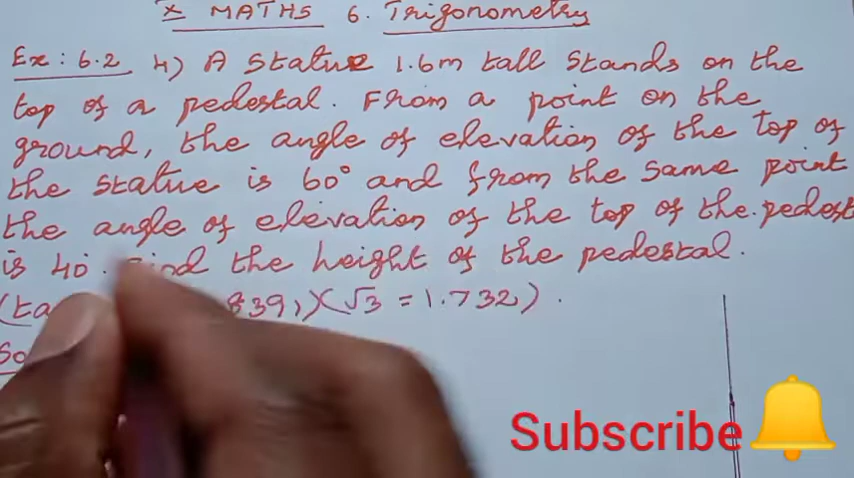 X MATHS 6. Trigonometry
Ex: 6.2 4) A Statue 1.6m tall Stands on the
top of a pedestal. From a point on the
ground, the angle of elevation of the top of
the Statue is 60° and from the Same point
the angle of elevation of the top of the pedest
is 40°. Find the height of the pedestal.
(ta 839,)(√3 = 1.732).
So
Subscribe